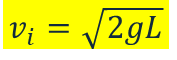 v_i = √2gL